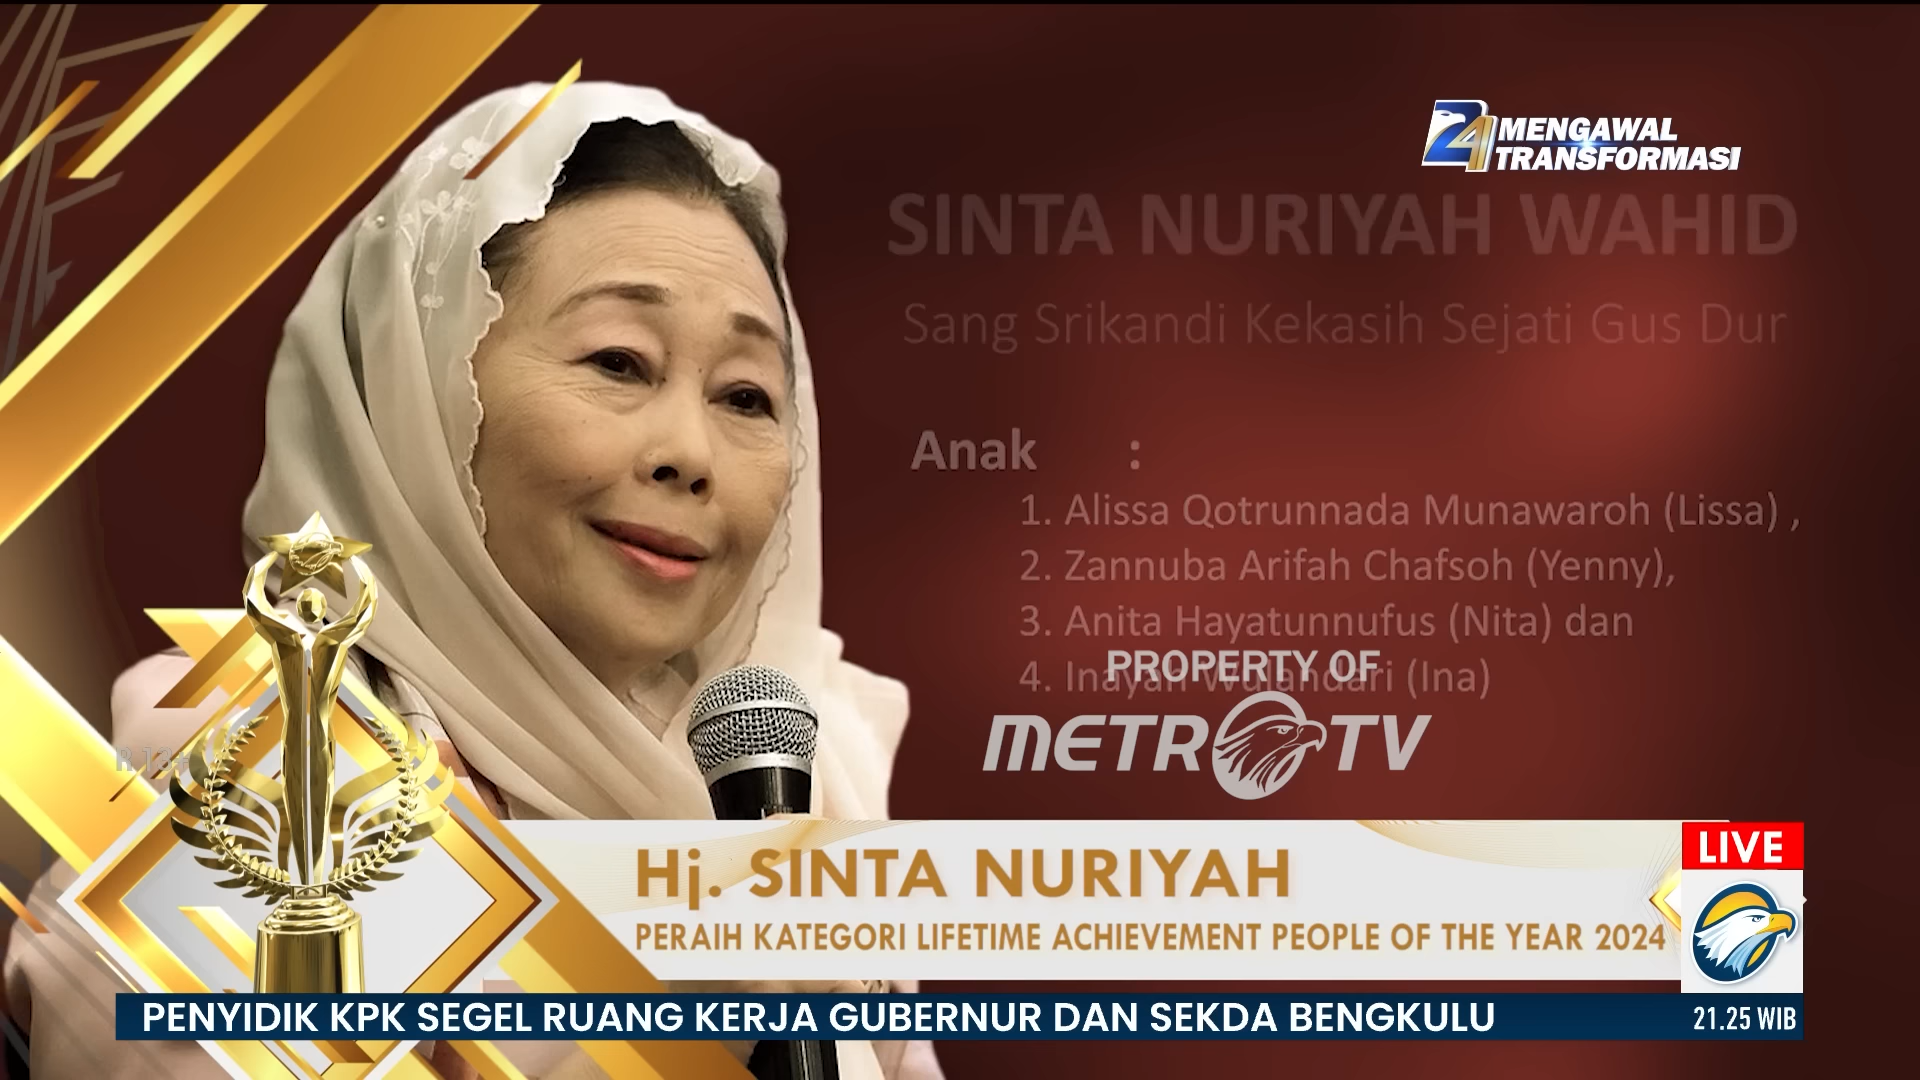 24 MENGAWAL
TRANSFORMASI
SINTA NURIYAH WAHID
Sang Srikandi Kekasih Sejati Gus Dur
Anak :
1. Alissa Qotrunnada Munawaroh (Lissa) ,
2. Zannuba Arifah Chafsoh (Yenny),
3. Anita Hayatunnufus (Nita) dan
4. Inayah Wulandari (Ina)
PROPERTY OF
METRO TV
R 13+
Hj. SINTA NURIYAH
PERAIH KATEGORI LIFETIME ACHIEVEMENT PEOPLE OF THE YEAR 2024
LIVE
PENYIDIK KPK SEGEL RUANG KERJA GUBERNUR DAN SEKDA BENGKULU
21.25 WIB